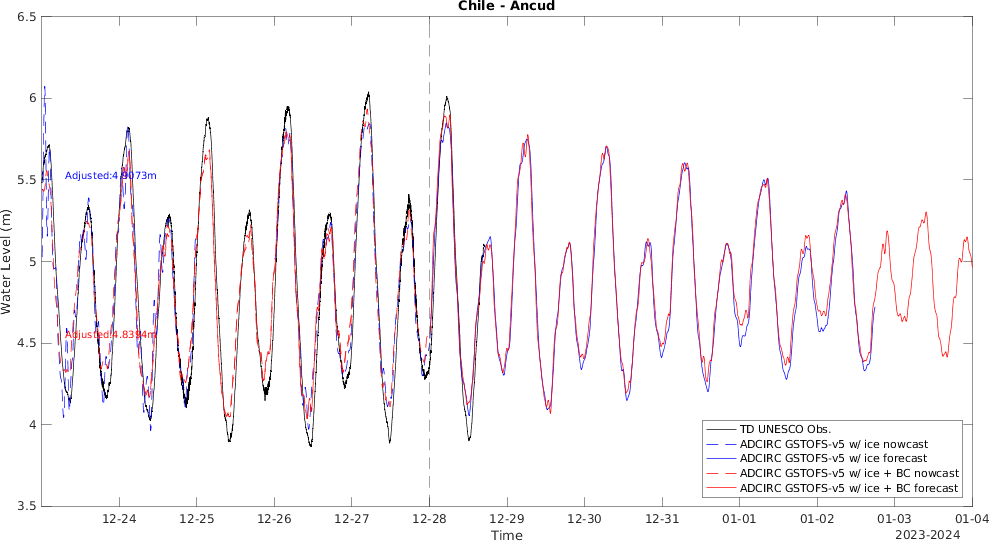 Chile - Ancud
6.5
6
5.5
5
4.5
4
3.5
Water Level (m)
Adjusted:4.9073m
Adjusted:4.8394m
TD UNESCO Obs.
ADCIRC GSTOFS-v5 w/ ice nowcast
ADCIRC GSTOFS-v5 w/ ice forecast
ADCIRC GSTOFS-v5 w/ ice + BC nowcast
ADCIRC GSTOFS-v5 w/ ice + BC forecast
12-24 12-25 12-26 12-27 12-28 12-29 12-30 12-31 01-01 01-02 01-03 01-04
Time
2023-2024